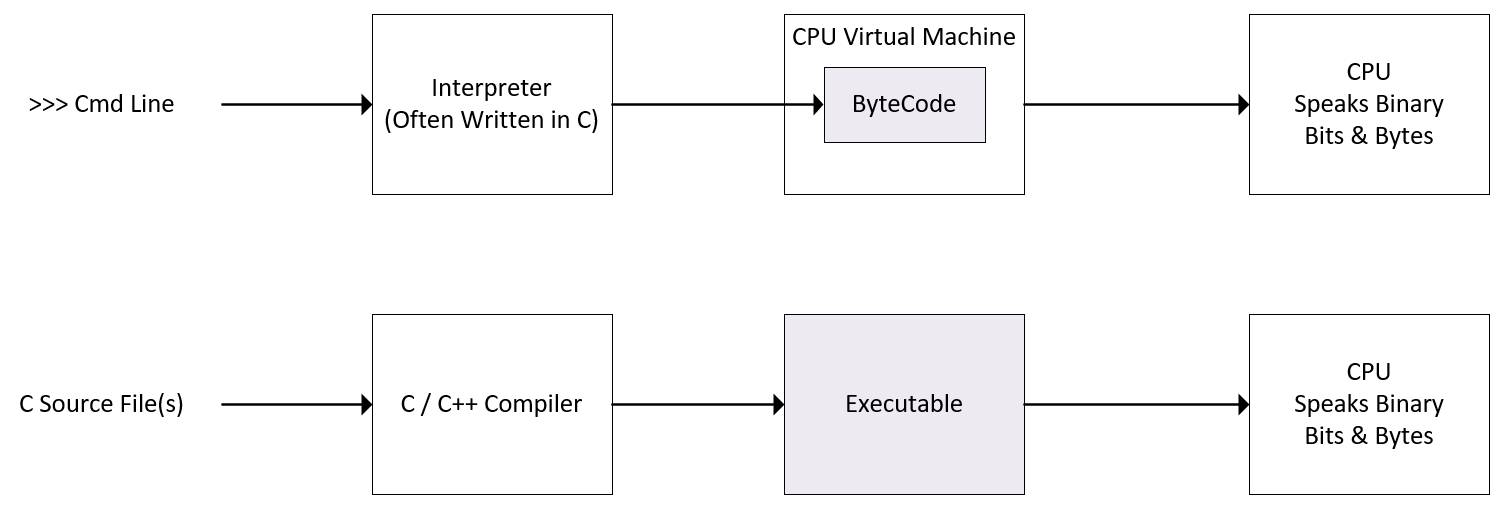 >>> Cmd Line
Interpreter
(Often Written in C)
CPU Virtual Machine
ByteCode
CPU
Speaks Binary
Bits & Bytes
C Source File(s)
C / C++ Compiler
Executable
CPU
Speaks Binary
Bits & Bytes